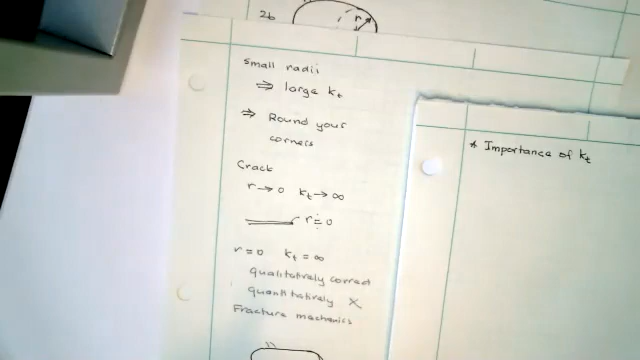 2b
r
small radii
⇒ large kt
⇒ Round your
corners
Crack
r → 0 kt → ∞
r ≐ 0
r = 0 kt = ∞
qualitatively correct
quantitatively ×
Fracture mechanics
* Importance of kt